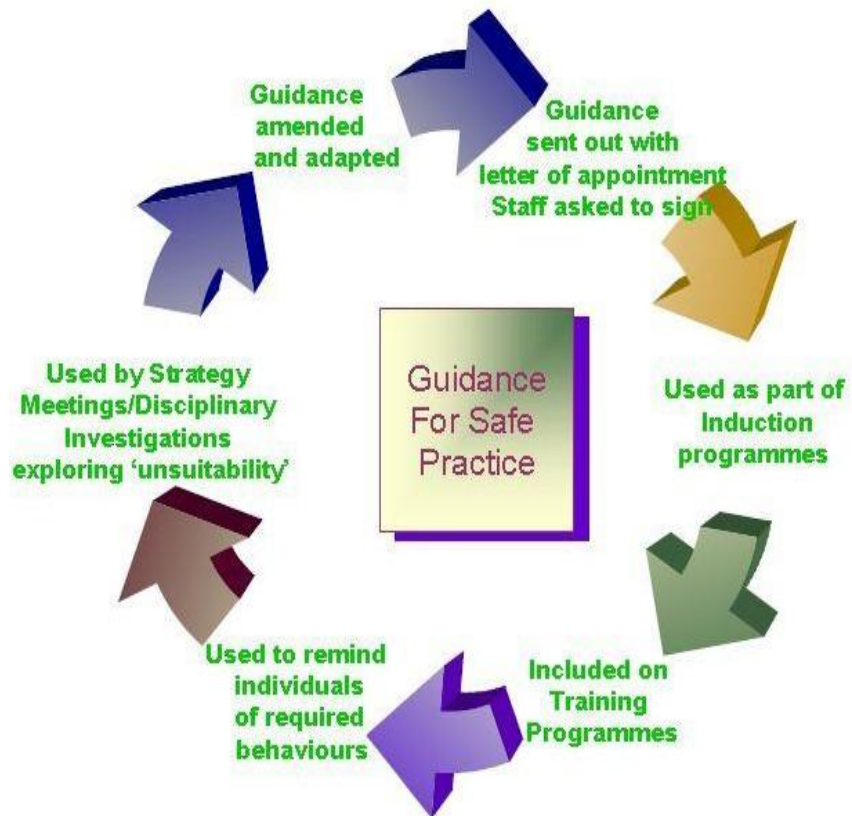 Guidance
amended
and adapted
Guidance
sent out with
letter of appointment
Staff asked to sign
Used as part of
Induction
programmes
Included on
Training
Programmes
Used to remind
individuals
of required
behaviours
Used by Strategy
Meetings/Disciplinary
Investigations
exploring ‘unsuitability’
Guidance
For Safe
Practice